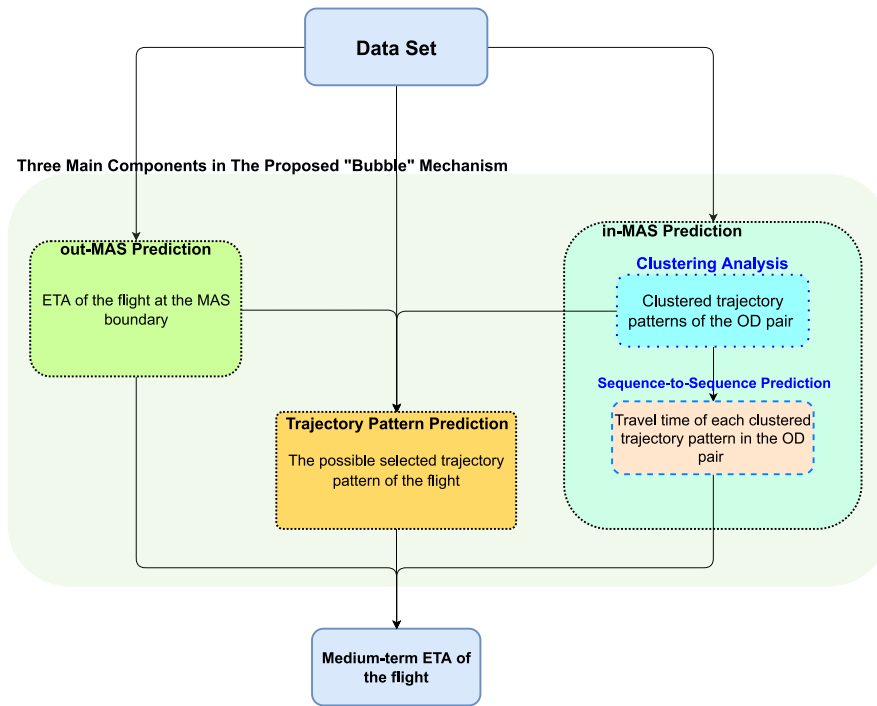 Data Set
Three Main Components in The Proposed "Bubble" Mechanism
out-MAS Prediction
ETA of the flight at the MAS
boundary
in-MAS Prediction
Clustering Analysis
Clustered trajectory
patterns of the OD pair
Sequence-to-Sequence Prediction
Travel time of each clustered
trajectory pattern in the OD
pair
Trajectory Pattern Prediction
The possible selected trajectory
pattern of the flight
Medium-term ETA of
the flight